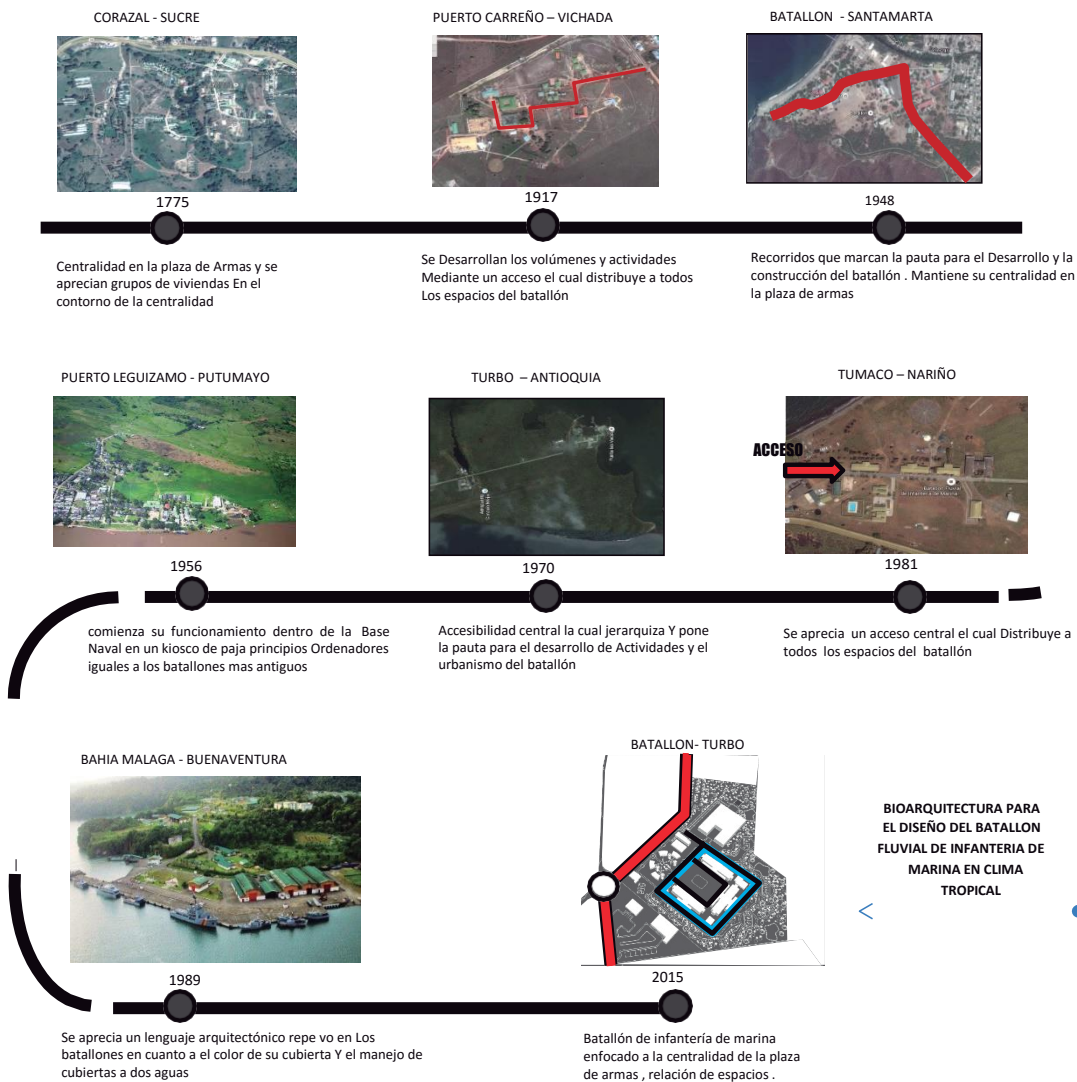 CORAZAL - SUCRE
PUERTO CARREÑO – VICHADA
BATALLON - SANTAMARTA
1775
1917
1948
Centralidad en la plaza de Armas y se
aprecian grupos de viviendas En el
contorno de la centralidad
Se Desarrollan los volúmenes y actividades
Mediante un acceso el cual distribuye a todos
Los espacios del batallón
Recorridos que marcan la pauta para el Desarrollo y la
construcción del batallón . Mantiene su centralidad en
la plaza de armas
PUERTO LEGUIZAMO - PUTUMAYO
TURBO – ANTIOQUIA
TUMACO – NARIÑO
ACCESO
1956
1970
1981
comienza su funcionamiento dentro de la Base
Naval en un kiosco de paja principios Ordenadores
iguales a los batallones mas antiguos
Accesibilidad central la cual jerarquiza Y pone
la pauta para el desarrollo de Actividades y el
urbanismo del batallón
Se aprecia un acceso central el cual Distribuye a
todos los espacios del batallón
BAHIA MALAGA - BUENAVENTURA
BATALLON- TURBO
BIOARQUITECTURA PARA
EL DISEÑO DEL BATALLON
FLUVIAL DE INFANTERIA DE
MARINA EN CLIMA
TROPICAL
1989
2015
Se aprecia un lenguaje arquitectónico repe vo en Los
batallones en cuanto a el color de su cubierta Y el manejo de
cubiertas a dos aguas
Batallón de infantería de marina
enfocado a la centralidad de la plaza
de armas , relación de espacios .